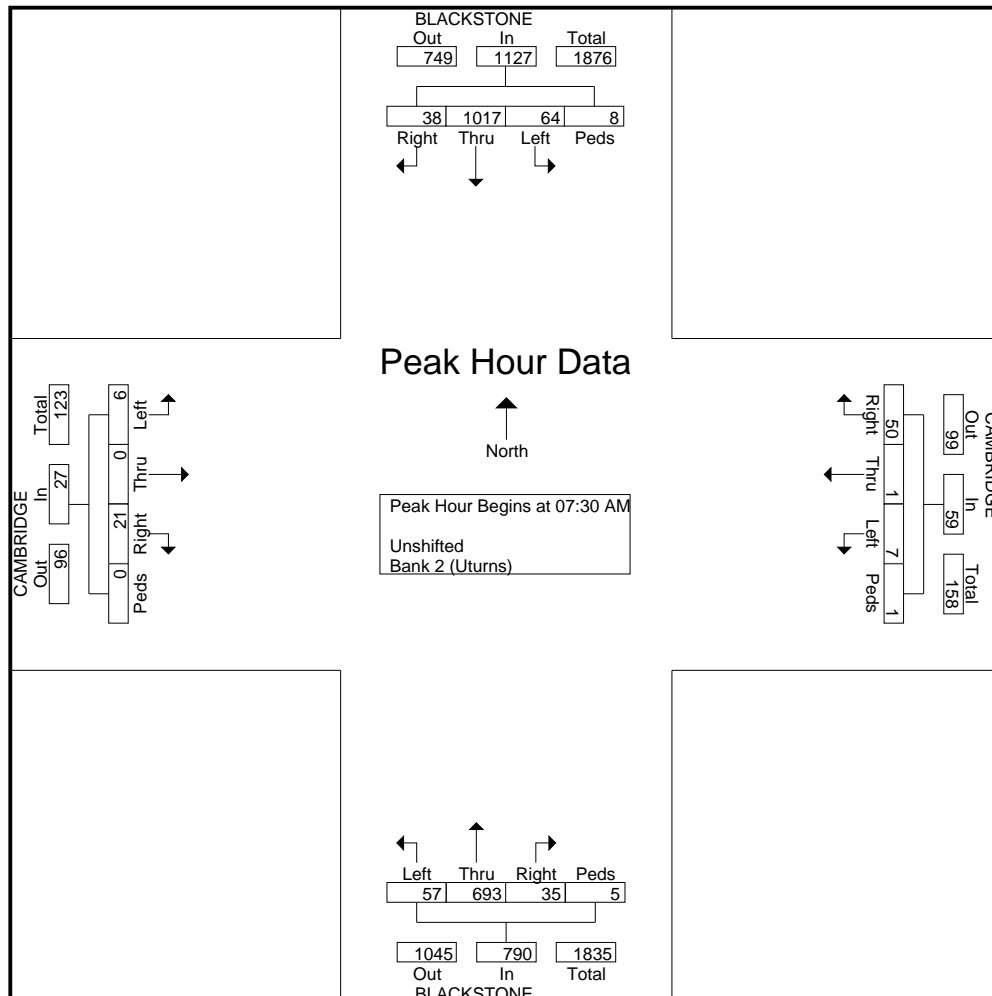 BLACKSTONE
Out In Total
749 1127 1876
38 1017 64 8
Right Thru Left Peds
Peak Hour Data
North
Peak Hour Begins at 07:30 AM
Unshifted
Bank 2 (Uturns)
CAMBRIDGE
Out In Total
96 27 123
Left Thru Right Peds
6 0 21 0
CAMBRIDGE
Out In Total
99 59 158
50 1 7 1
Right Thru Left Peds
Left Thru Right Peds
57 693 35 5
1045 790 1835
Out In Total
BLACKSTONE